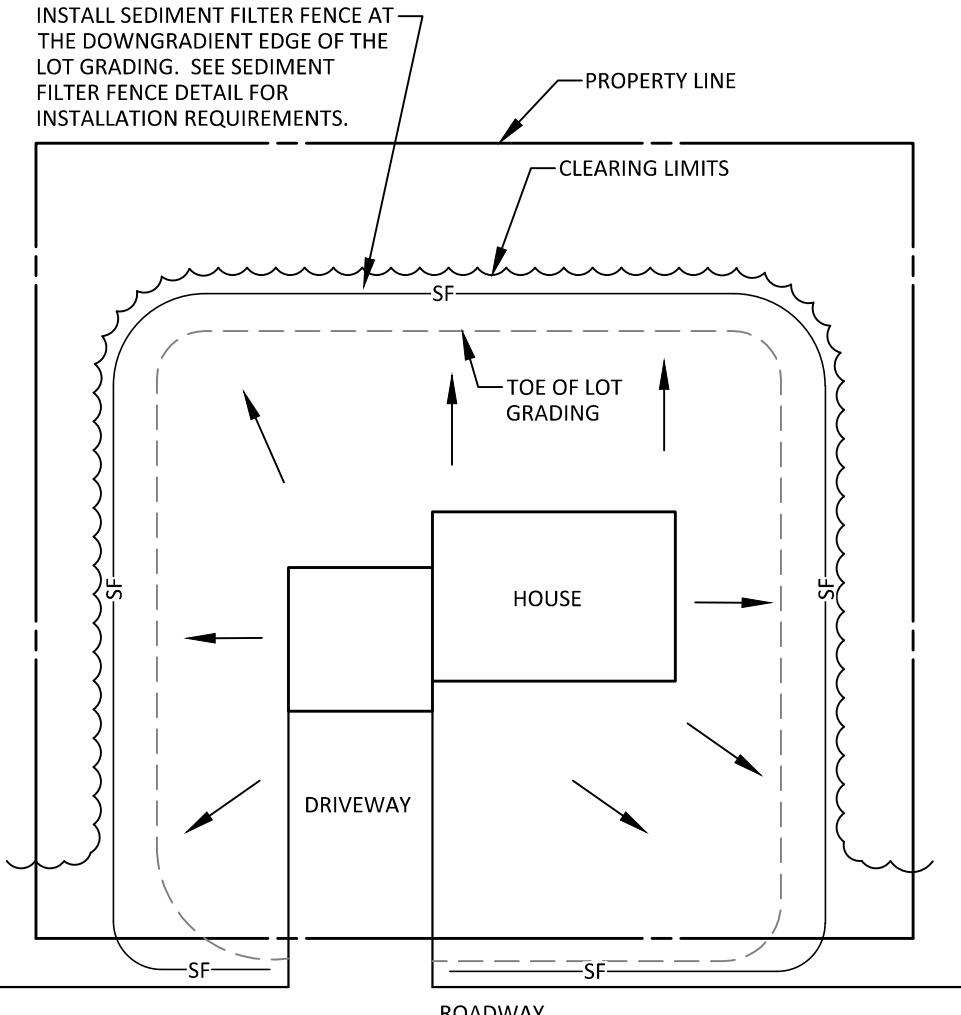 INSTALL SEDIMENT FILTER FENCE AT
THE DOWNGRADIENT EDGE OF THE
LOT GRADING. SEE SEDIMENT
FILTER FENCE DETAIL FOR
INSTALLATION REQUIREMENTS.
PROPERTY LINE
CLEARING LIMITS
SF
TOE OF LOT
GRADING
SF
HOUSE
SF
DRIVEWAY
SF
SF
ROADWAY